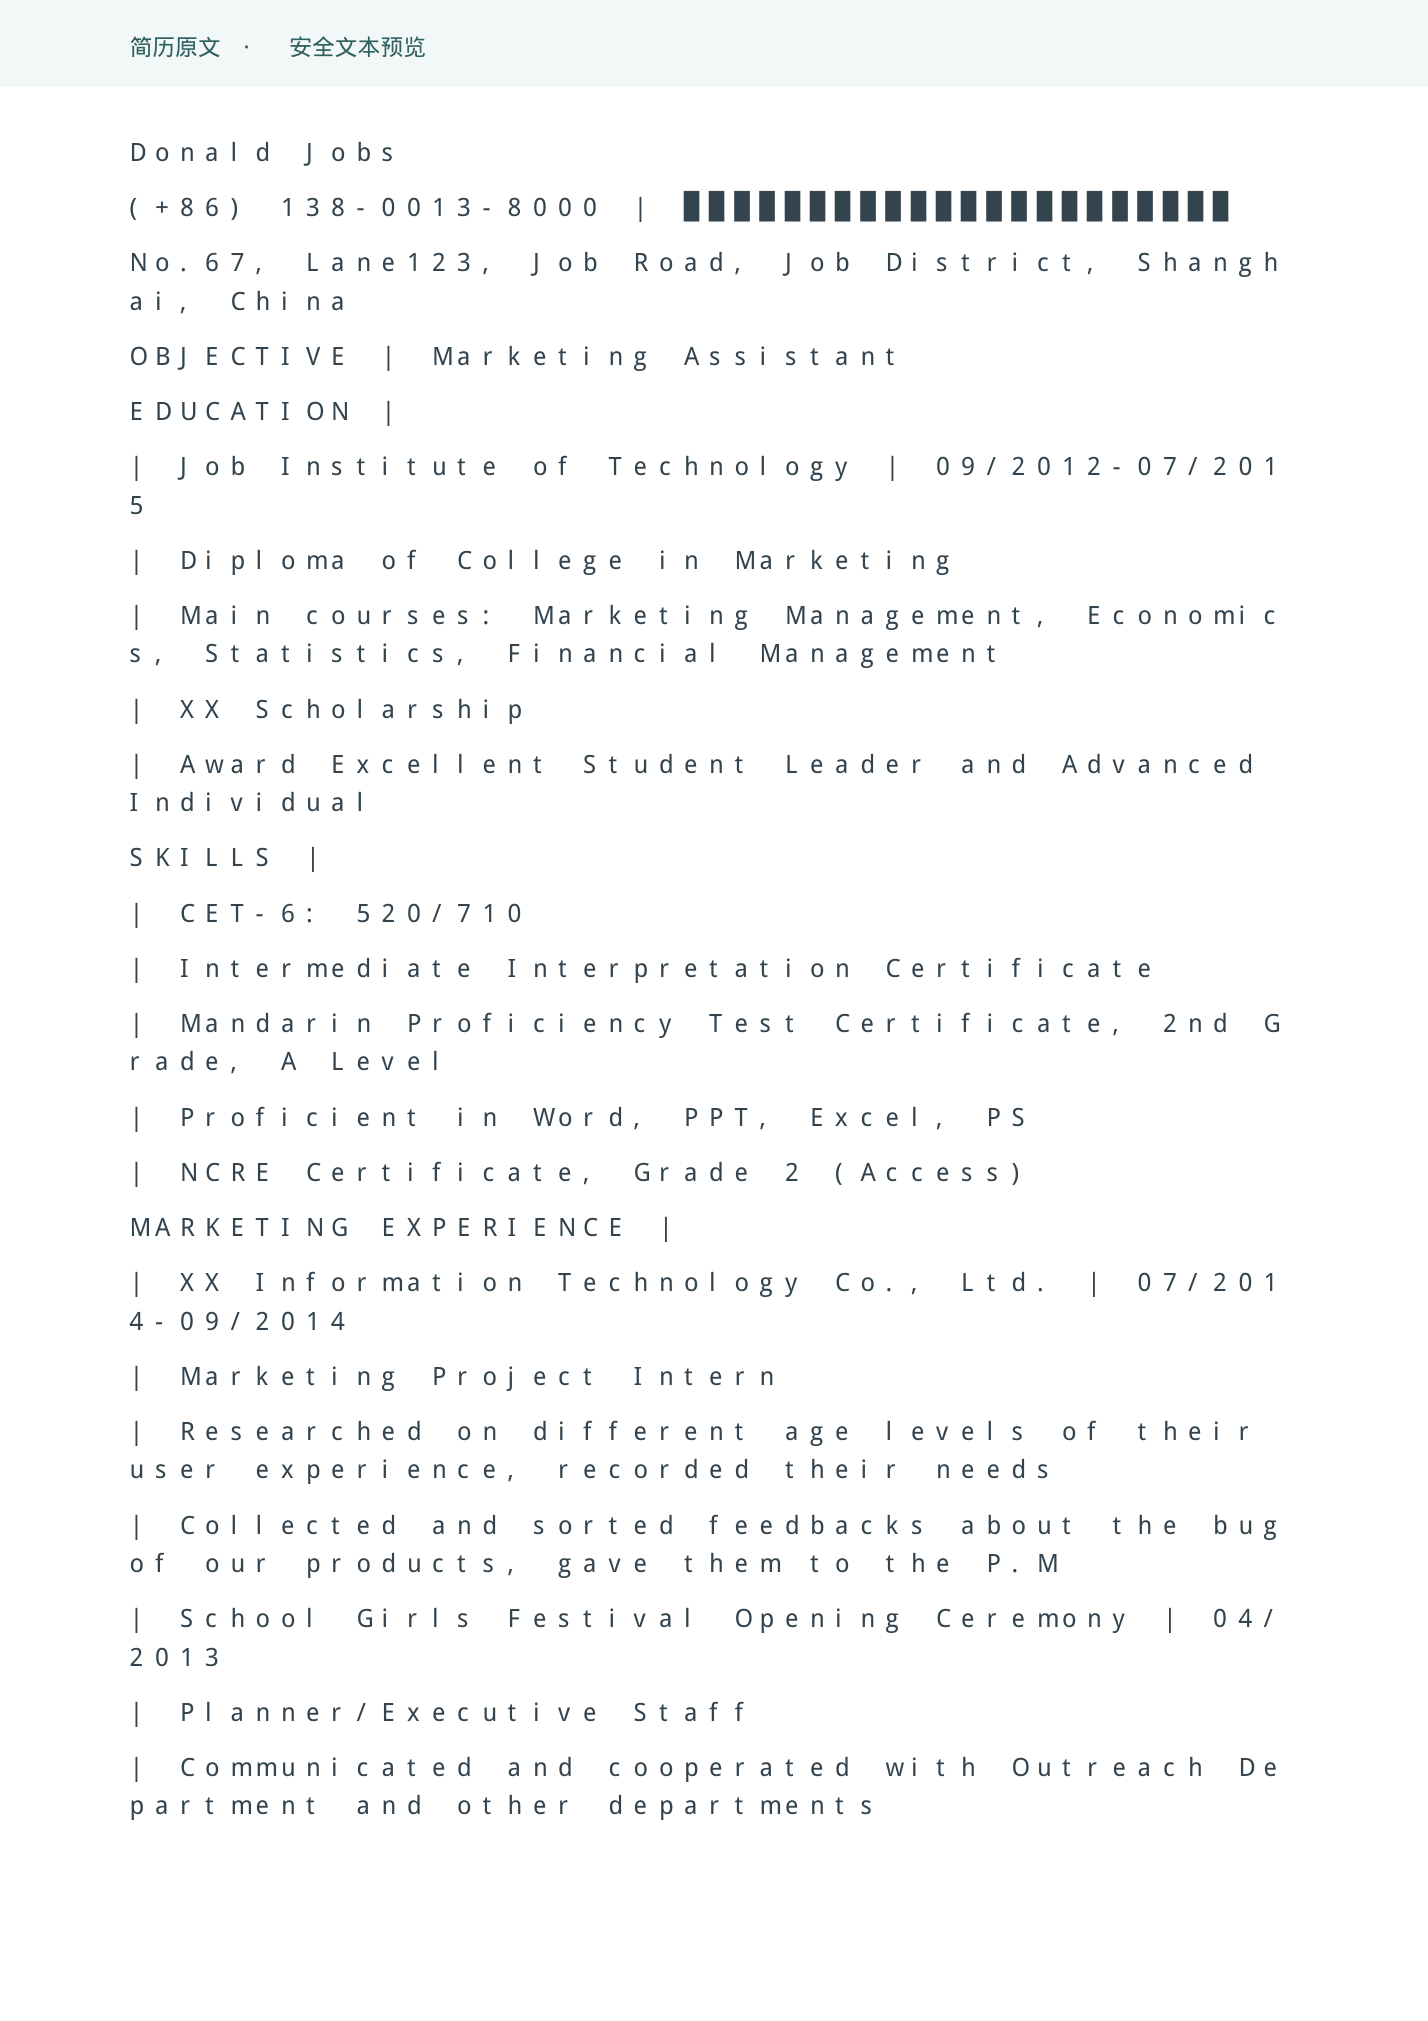 简历原文 · 安全文本预览
Donald Jobs
(+86) 138-0013-8000 | ██████████████████████
No.67, Lane123, Job Road, Job District, Shangh
ai, China
OBJECTIVE | Marketing Assistant
EDUCATION |
| Job Institute of Technology | 09/2012-07/201
5
| Diploma of College in Marketing
| Main courses: Marketing Management, Economic
s, Statistics, Financial Management
| XX Scholarship
| Award Excellent Student Leader and Advanced
Individual
SKILLS |
| CET-6: 520/710
| Intermediate Interpretation Certificate
| Mandarin Proficiency Test Certificate, 2nd G
rade, A Level
| Proficient in Word, PPT, Excel, PS
| NCRE Certificate, Grade 2 (Access)
MARKETING EXPERIENCE |
| XX Information Technology Co., Ltd. | 07/201
4-09/2014
| Marketing Project Intern
| Researched on different age levels of their
user experience, recorded their needs
| Collected and sorted feedbacks about the bug
of our products, gave them to the P.M
| School Girls Festival Opening Ceremony | 04/
2013
| Planner/Executive Staff
| Communicated and cooperated with Outreach De
partment and other departments